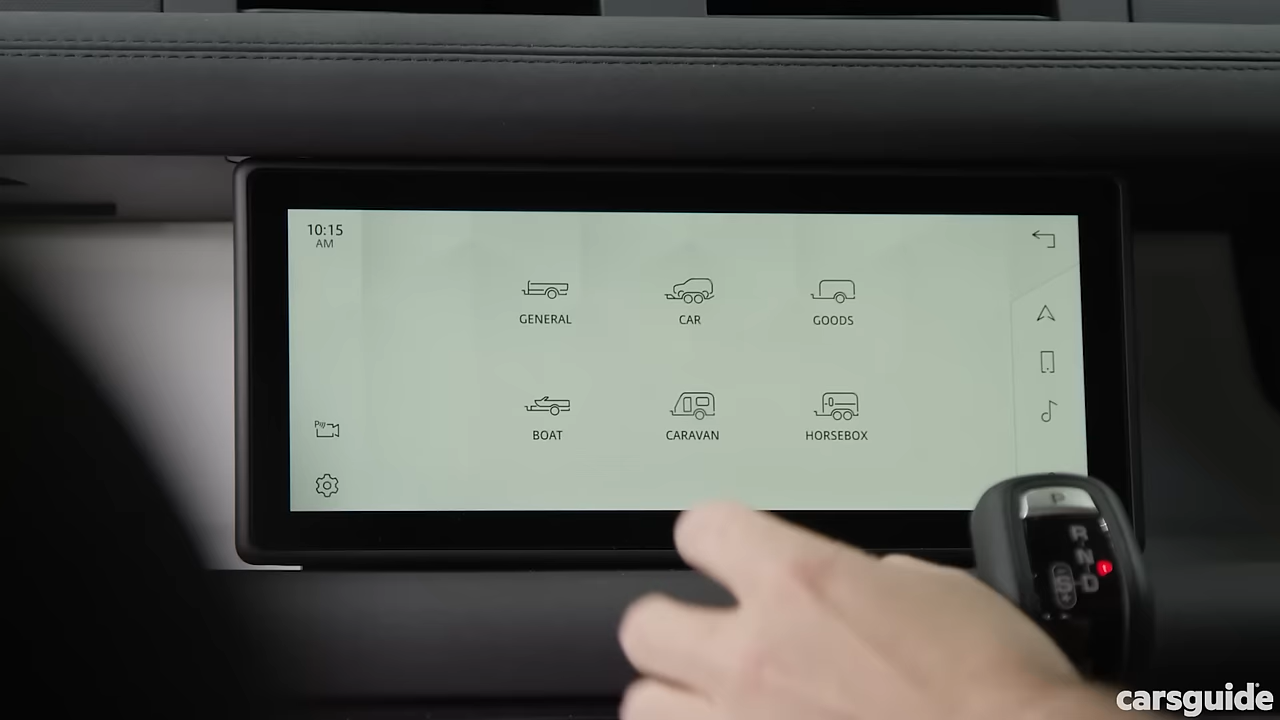 10:15
AM
GENERAL
CAR
GOODS
BOAT
CARAVAN
HORSEBOX
P
R
N
D
S
carsguide